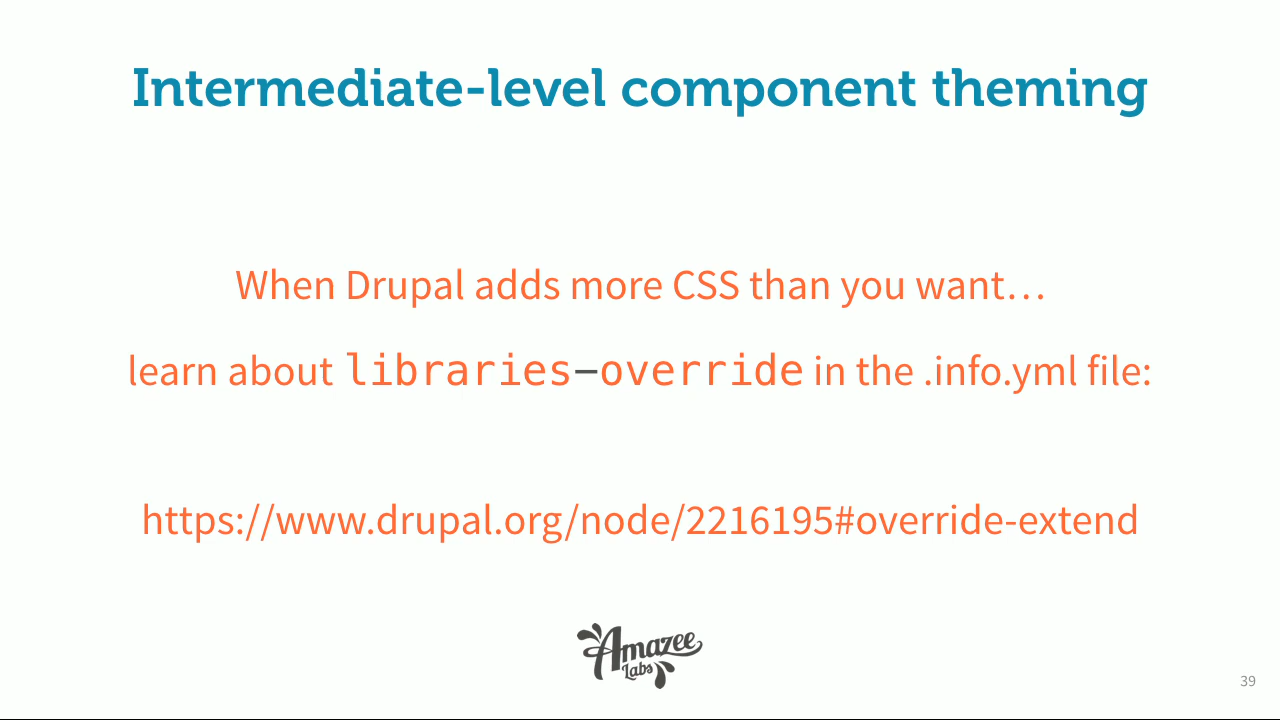 Intermediate-level component theming
When Drupal adds more CSS than you want…
learn about libraries-override in the .info.yml file:
https://www.drupal.org/node/2216195#override-extend
Amazee
Labs
39